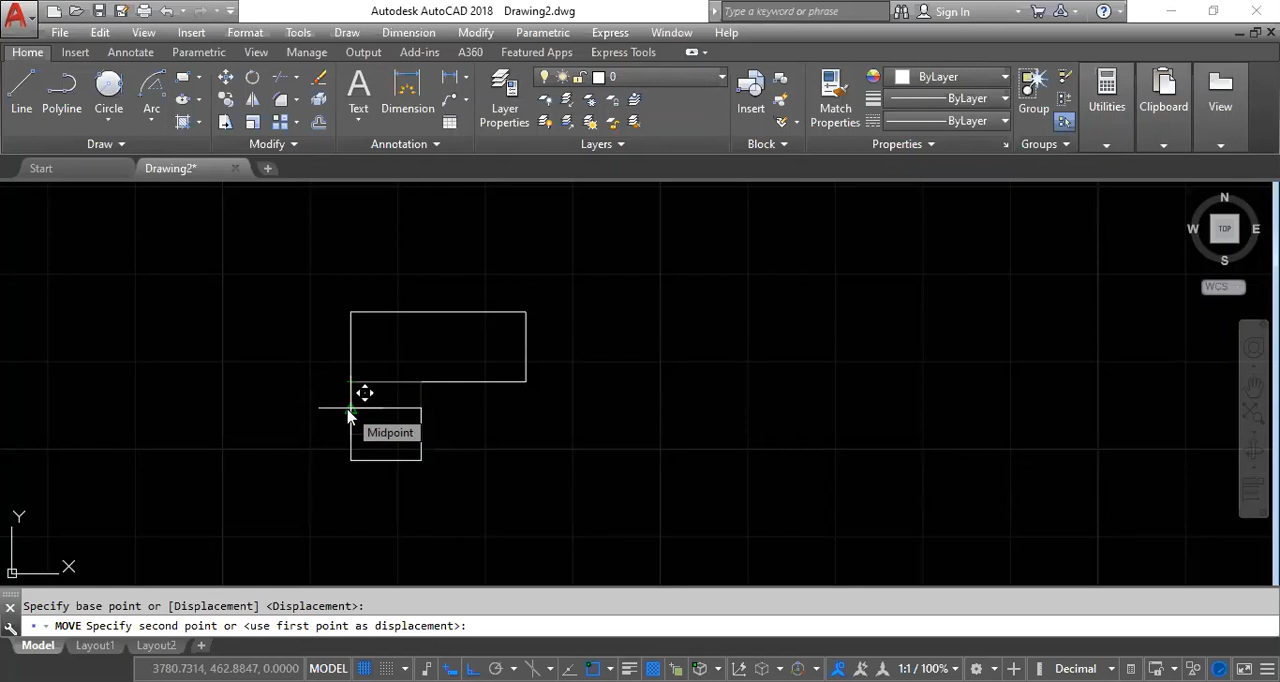 Autodesk AutoCAD 2018 Drawing2.dwg
Type a keyword or phrase
Sign In
File Edit View Insert Format Tools Draw Dimension Modify Parametric Express Window Help
Home Insert Annotate Parametric View Manage Output Add-ins A360 Featured Apps Express Tools
Line Polyline Circle Arc
Text Dimension
Layer Properties
0
Insert
Match Properties
ByLayer
ByLayer
ByLayer
Group
Utilities
Clipboard
View
Draw Modify Annotation Layers Block Properties Groups
Start Drawing2*
N
W TOP E
S
WCS
Midpoint
Y
X
Specify base point or [Displacement] <Displacement>:
MOVE Specify second point or <use first point as displacement>:
Model Layout1 Layout2
3780.7314, 462.8847, 0.0000 MODEL 1:1 / 100% Decimal